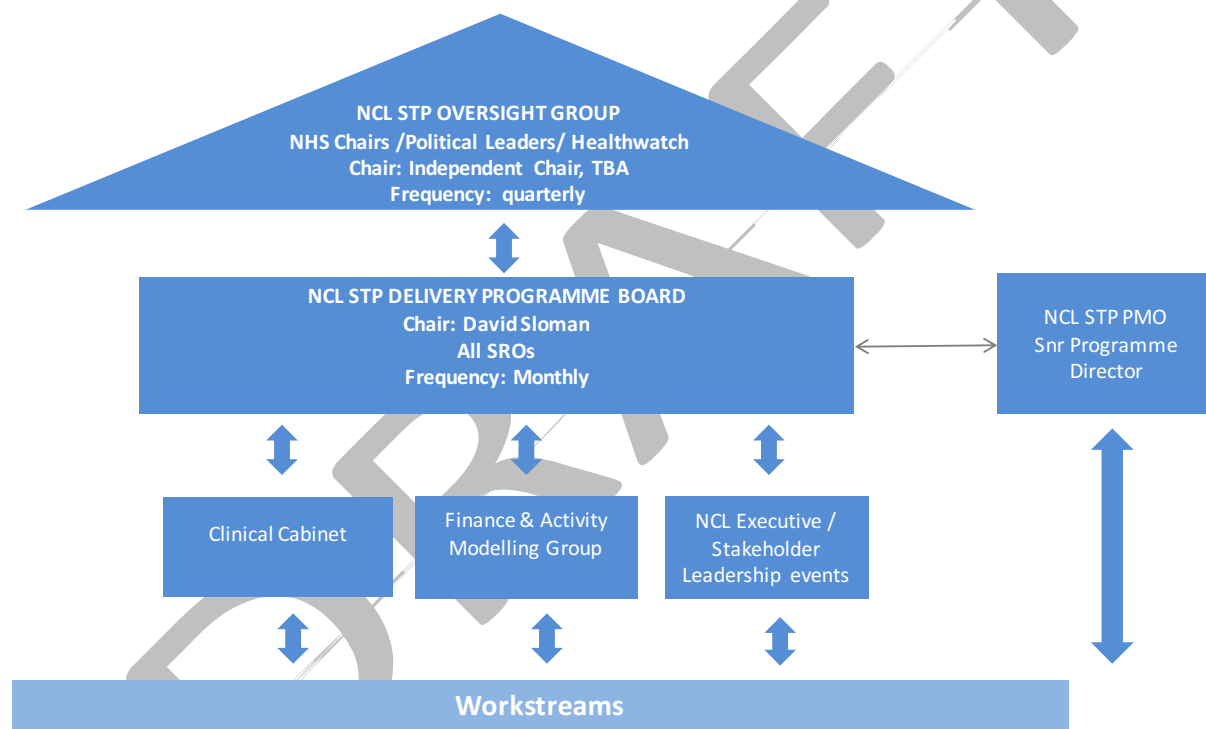 NCL STP OVERSIGHT GROUP
NHS Chairs /Political Leaders/ Healthwatch
Chair: Independent Chair, TBA
Frequency: quarterly
NCL STP DELIVERY PROGRAMME BOARD
Chair: David Sloman
All SROs
Frequency: Monthly
NCL STP PMO
Snr Programme
Director
Clinical Cabinet
Finance & Activity
Modelling Group
NCL Executive /
Stakeholder
Leadership events
Workstreams
DRAFT